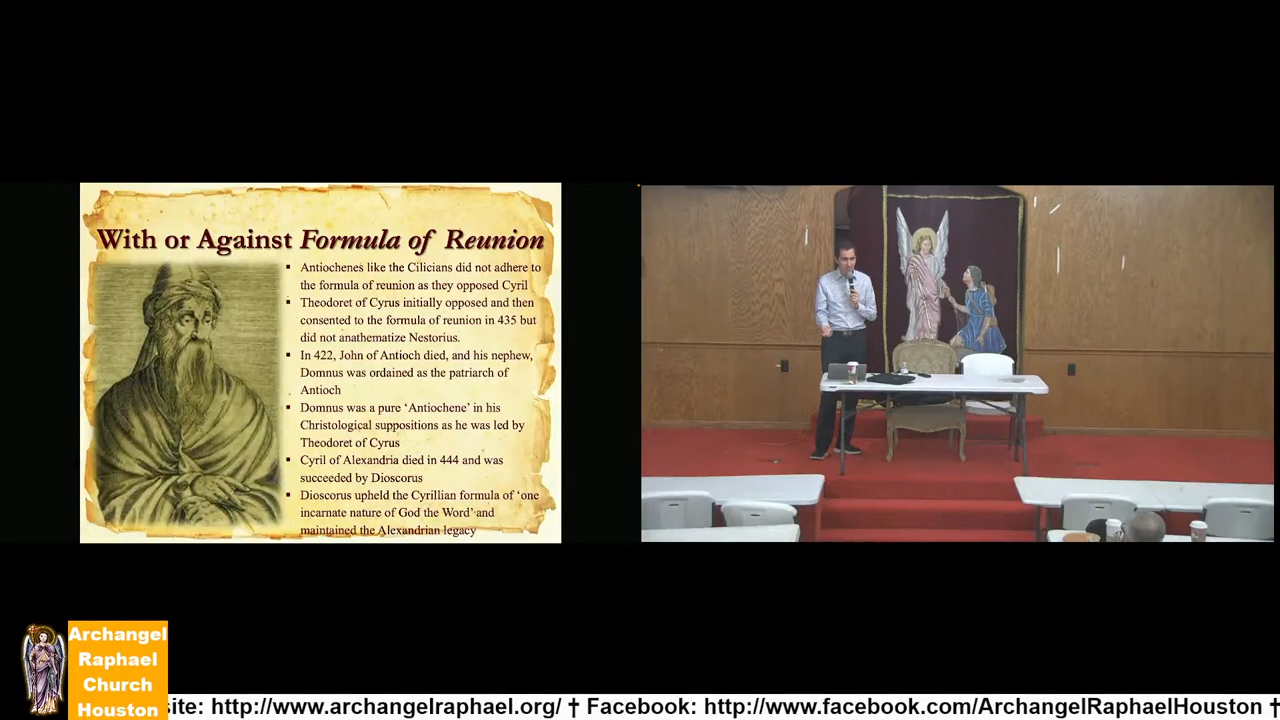 With or Against Formula of Reunion
▪ Antiochenes like the Cilicians did not adhere to
the formula of reunion as they opposed Cyril
▪ Theodoret of Cyrus initially opposed and then
consented to the formula of reunion in 435 but
did not anathematize Nestorius.
▪ In 422, John of Antioch died, and his nephew,
Domnus was ordained as the patriarch of
Antioch
▪ Domnus was a pure ‘Antiochene’ in his
Christological suppositions as he was led by
Theodoret of Cyrus
▪ Cyril of Alexandria died in 444 and was
succeeded by Dioscorus
▪ Dioscorus upheld the Cyrillian formula of ‘one
incarnate nature of God the Word’ and
maintained the Alexandrian legacy
Archangel
Raphael
Church
Houston
site: http://www.archangelraphael.org/ ✝ Facebook: http://www.facebook.com/ArchangelRaphaelHouston ✝